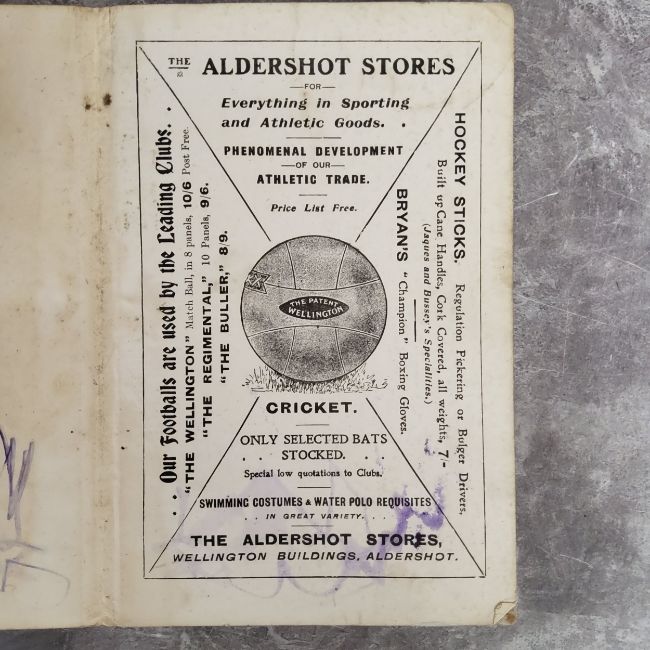 THE ALDERSHOT STORES
FOR
Everything in Sporting
and Athletic Goods. .
PHENOMENAL DEVELOPMENT
OF OUR
ATHLETIC TRADE.
Price List Free.
. . Our Footballs are used by the Leading Clubs. . .
"THE WELLINGTON" Match Ball, in 8 panels, 10/6 Post Free.
"THE REGIMENTAL," 10 Panels, 9/6.
"THE BULLER," 8/9.
THE PATENT
WELLINGTON
HOCKEY STICKS. Regulation Pickering or Bulger Drivers,
Built up Cane Handles, Cork Covered, all weights, 7/-
(Jaques and Bussey's Specialities.)
BRYAN'S "Champion" Boxing Gloves.
CRICKET.
ONLY SELECTED BATS
. . STOCKED. . .
Special low quotations to Clubs.
SWIMMING COSTUMES & WATER POLO REQUISITES
. . IN GREAT VARIETY. . .
THE ALDERSHOT STORES,
WELLINGTON BUILDINGS, ALDERSHOT.